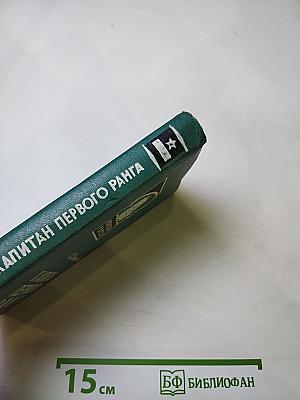 КАПИТАН ПЕРВОГО РАНГА
15 см
БФ БИБЛИОФАН